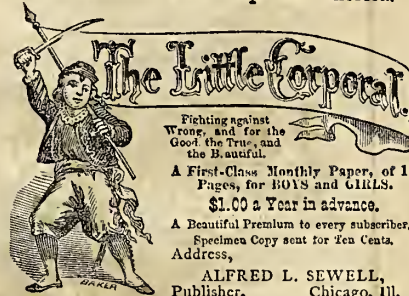 The Little Corporal.
Fighting against
Wrong, and for the
Good, the True, and
the Beautiful.
A First-Class Monthly Paper, of 1
Pages, for BOYS and GIRLS.
$1.00 a Year in advance.
A Beautiful Premium to every subscriber,
Specimen Copy sent for Ten Cents.
Address,
ALFRED L. SEWELL,
Publisher, Chicago, Ill.
BAKER